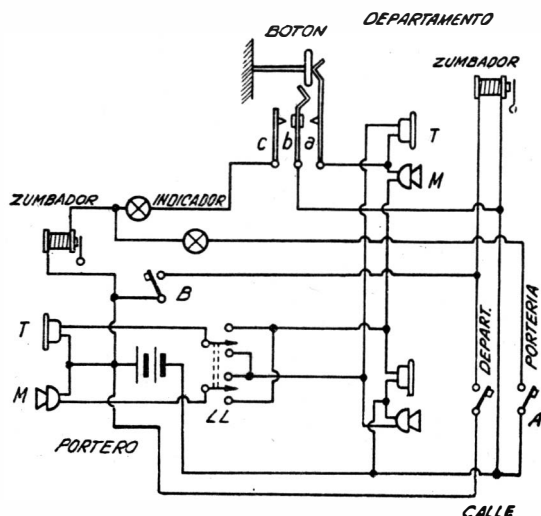 DEPARTAMENTO
BOTON
ZUMBADOR
c b a
T
M
ZUMBADOR
INDICADOR
B
T
M
LL
DEPART.
PORTERIA
A
PORTERO
CALLE